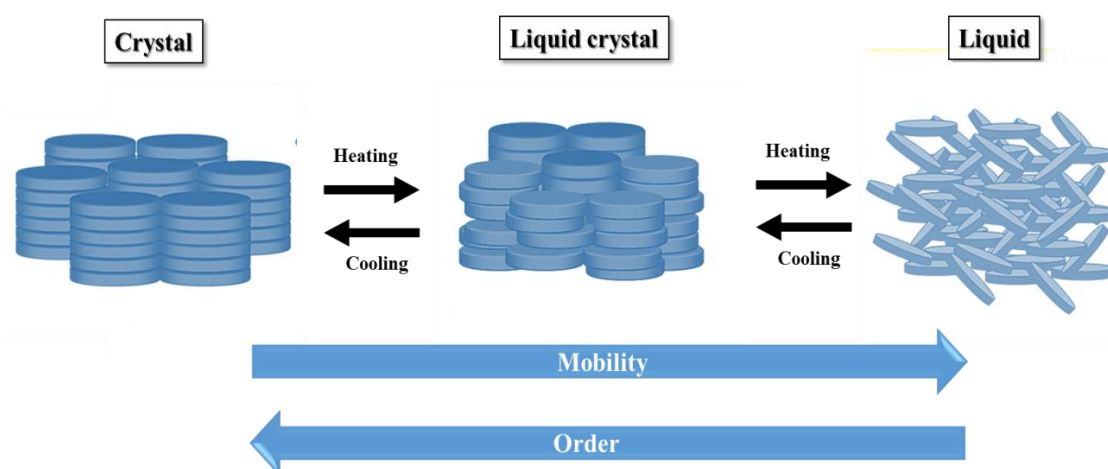 Crystal
Liquid crystal
Liquid
Heating
Cooling
Heating
Cooling
Mobility
Order